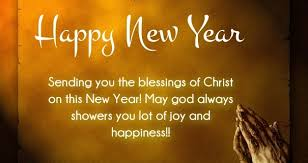 Happy New Year
Sending you the blessings of Christ
on this New Year! May god always
showers you lot of joy and
happiness!!